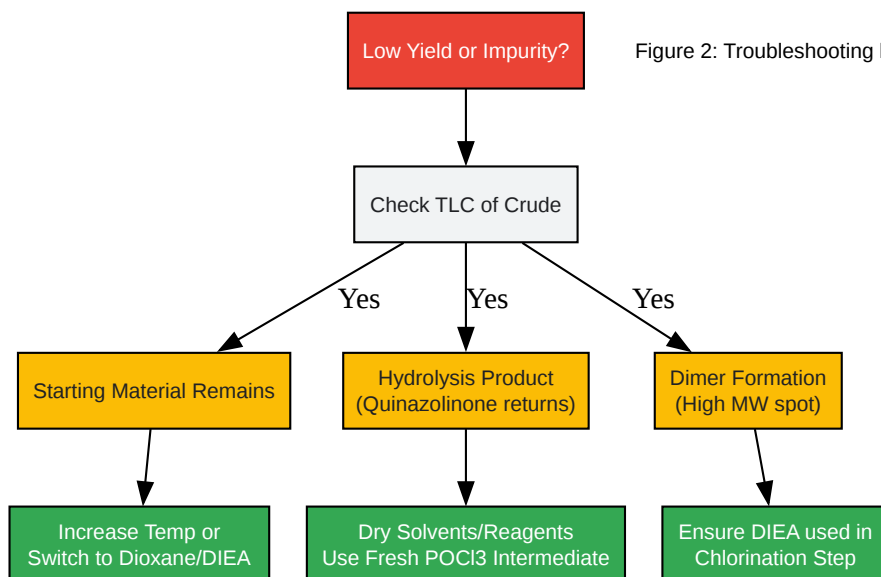 Low Yield or Impurity?
Figure 2: Troubleshooting
Check TLC of Crude
Yes
Yes
Yes
Starting Material Remains
Hydrolysis Product
(Quinazolinone returns)
Dimer Formation
(High MW spot)
Increase Temp or
Switch to Dioxane/DIEA
Dry Solvents/Reagents
Use Fresh POCl3 Intermediate
Ensure DIEA used in
Chlorination Step